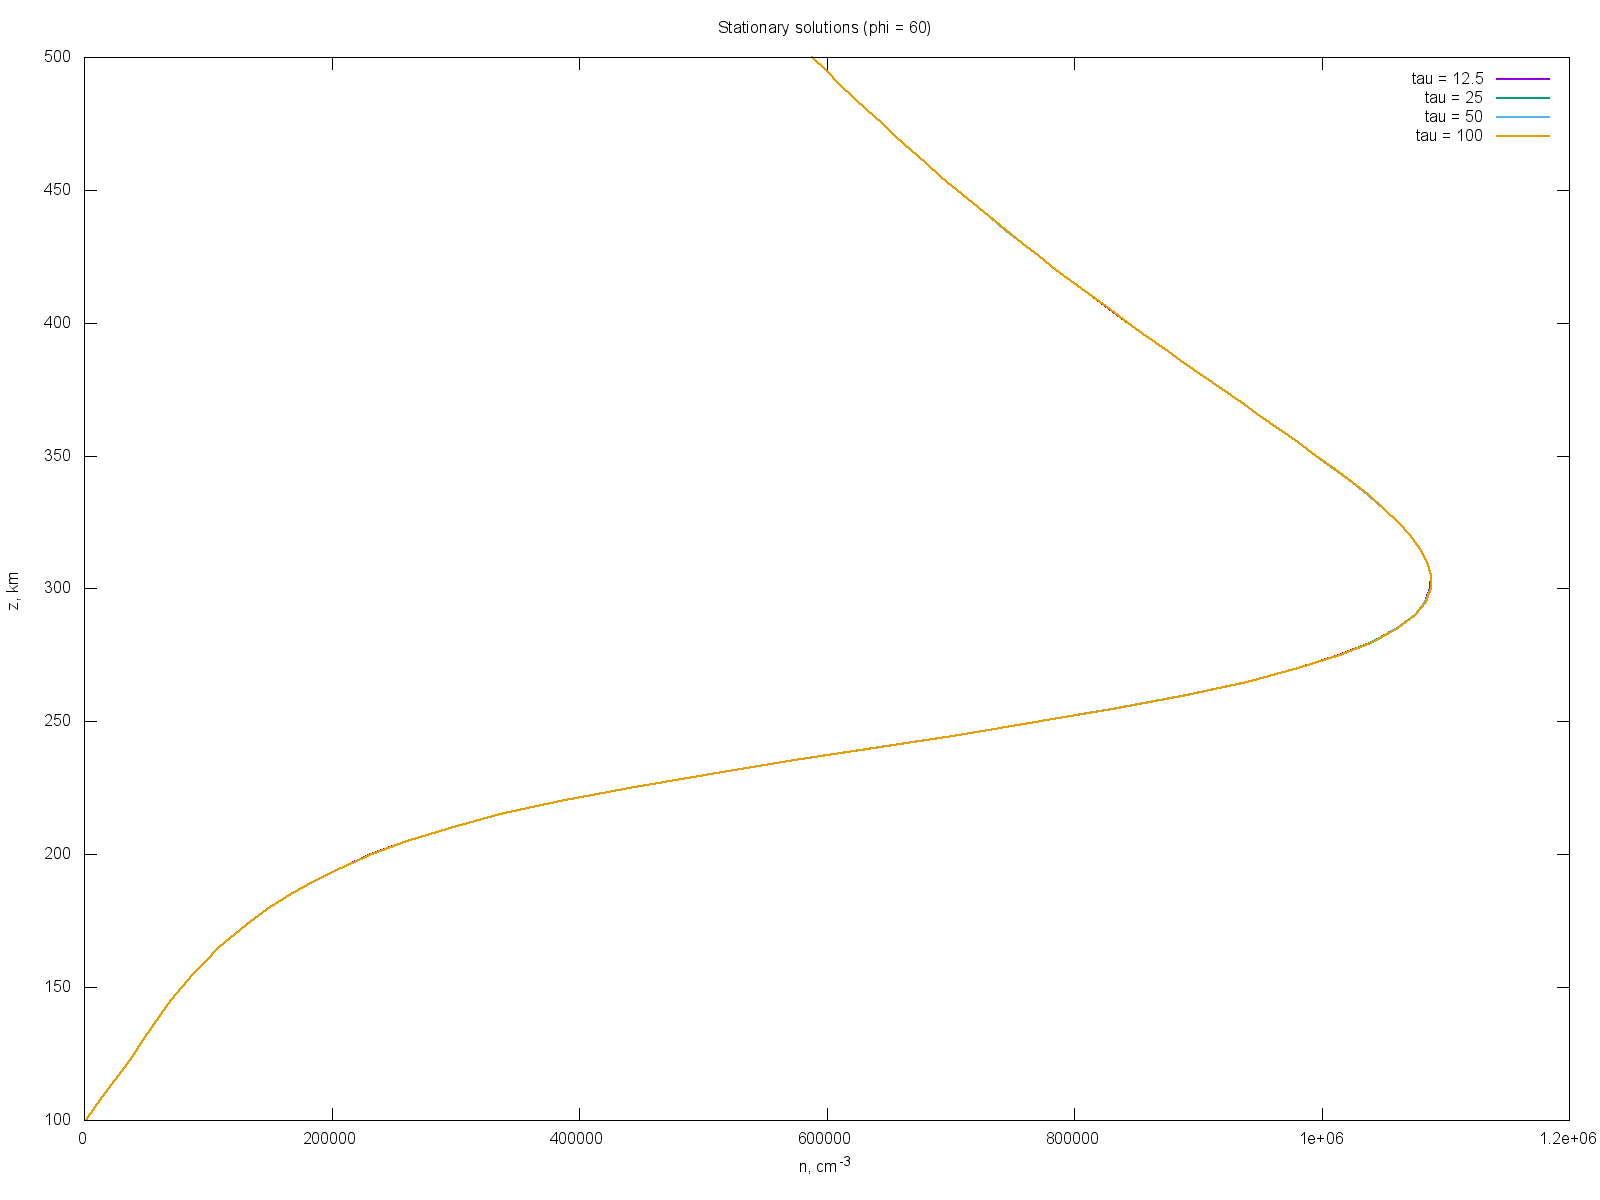 Stationary solutions (phi = 60)
500
450
400
350
300
250
200
150
100
z, km
tau = 12.5
tau = 25
tau = 50
tau = 100
0
200000
400000
600000
800000
1e+06
1.2e+06
n, cm-3